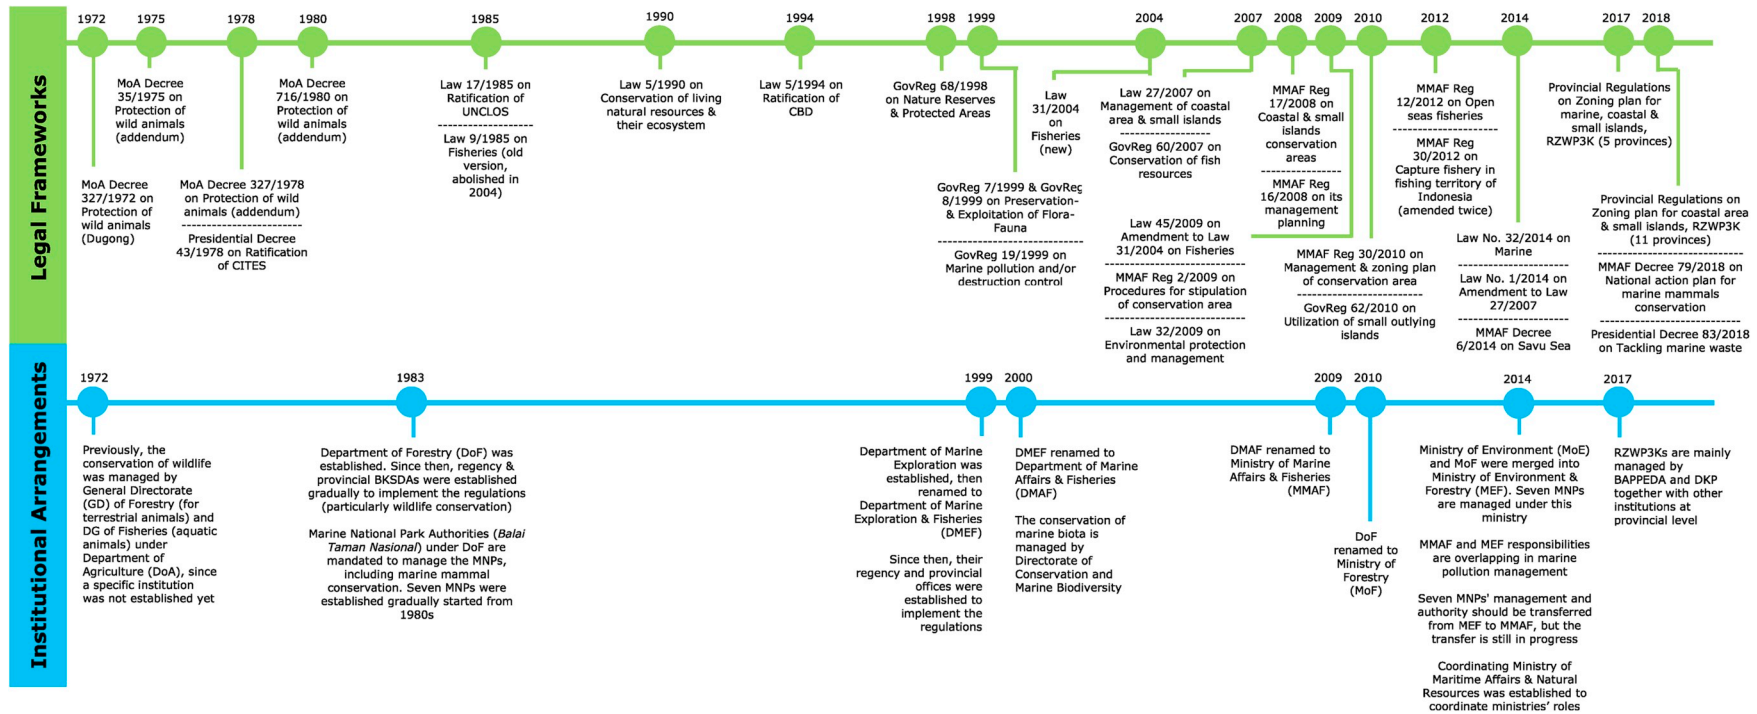 Legal Frameworks
1972
1975
1978
1980
1985
1990
1994
1998
1999
2004
2007
2008
2009
2010
2012
2014
2017
2018
MoA Decree
327/1972 on
Protection of
wild animals
(Dugong)
MoA Decree
35/1975 on
Protection of
wild animals
(addendum)
MoA Decree 327/1978
on Protection of wild
animals (addendum)
Presidential Decree
43/1978 on Ratification
of CITES
MoA Decree
716/1980 on
Protection of
wild animals
(addendum)
Law 17/1985 on
Ratification of
UNCLOS
Law 9/1985 on
Fisheries (old
version,
abolished in
2004)
Law 5/1990 on
Conservation of living
natural resources &
their ecosystem
Law 5/1994 on
Ratification of
CBD
GovReg 68/1998
on Nature Reserves
& Protected Areas
GovReg 7/1999 & GovReg
8/1999 on Preservation-
& Exploitation of Flora-
Fauna
GovReg 19/1999 on
Marine pollution and/or
destruction control
Law
31/2004
on
Fisheries
(new)
Law 27/2007 on
Management of coastal
area & small islands
GovReg 60/2007 on
Conservation of fish
resources
MMAF Reg
17/2008 on
Coastal & small
islands
conservation
areas
MMAF Reg
16/2008 on its
management
planning
Law 45/2009 on
Amendment to Law
31/2004 on Fisheries
MMAF Reg 2/2009 on
Procedures for stipulation
of conservation area
Law 32/2009 on
Environmental protection
and management
MMAF Reg 30/2010 on
Management & zoning plan
of conservation area
GovReg 62/2010 on
Utilization of small outlying
islands
MMAF Reg
12/2012 on Open
seas fisheries
MMAF Reg
30/2012 on
Capture fishery in
fishing territory of
Indonesia
(amended twice)
Law No. 32/2014 on
Marine
Law No. 1/2014 on
Amendment to Law
27/2007
MMAF Decree
6/2014 on Savu Sea
Provincial Regulations
on Zoning plan for
marine, coastal &
small islands,
RZWP3K (5 provinces)
Provincial Regulations on
Zoning plan for coastal area
& small islands, RZWP3K
(11 provinces)
MMAF Decree 79/2018 on
National action plan for
marine mammals
conservation
Presidential Decree 83/2018
on Tackling marine waste
Institutional Arrangements
1972
1983
1999
2000
2009
2010
2014
2017
Previously, the
conservation of wildlife
was managed by
General Directorate
(GD) of Forestry (for
terrestrial animals) and
DG of Fisheries (aquatic
animals) under
Department of
Agriculture (DoA), since
a specific institution
was not established yet
Department of Forestry (DoF) was
established. Since then, regency &
provincial BKSDAs were established
gradually to implement the regulations
(particularly wildlife conservation)
Marine National Park Authorities (Balai
Taman Nasional) under DoF are
mandated to manage the MNPs,
including marine mammal
conservation. Seven MNPs were
established gradually started from
1980s
Department of Marine
Exploration was
established, then
renamed to
Department of Marine
Exploration & Fisheries
(DMEF)
Since then, their
regency and provincial
offices were
established to
implement the
regulations
DMEF renamed to
Department of Marine
Affairs & Fisheries
(DMAF)
The conservation of
marine biota is
managed by
Directorate of
Conservation and
Marine Biodiversity
DMAF renamed to
Ministry of Marine
Affairs & Fisheries
(MMAF)
DoF
renamed to
Ministry of
Forestry
(MoF)
Ministry of Environment (MoE)
and MoF were merged into
Ministry of Environment &
Forestry (MEF). Seven MNPs
are managed under this
ministry
MMAF and MEF responsibilities
are overlapping in marine
pollution management
Seven MNPs' management and
authority should be transferred
from MEF to MMAF, but the
transfer is still in progress
Coordinating Ministry of
Maritime Affairs & Natural
Resources was established to
coordinate ministries' roles
RZWP3Ks are mainly
managed by
BAPPEDA and DKP
together with other
institutions at
provincial level